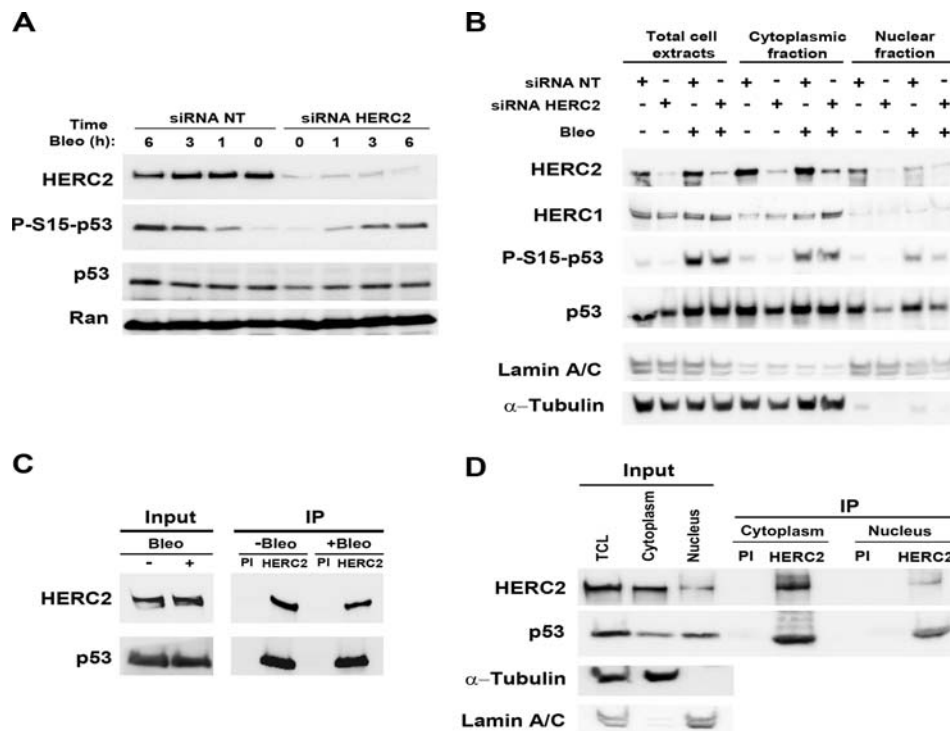 A
Time
Bleo (h):
siRNA NT siRNA HERC2
6 3 1 0 0 1 3 6
HERC2
P-S15-p53
p53
Ran
B
Total cell extracts Cytoplasmic fraction Nuclear fraction
siRNA NT + - + - + - + - + - + -
siRNA HERC2 - + - + - + - + - + - +
Bleo - - + + - - + + - - + +
HERC2
HERC1
P-S15-p53
p53
Lamin A/C
α–Tubulin
C
Input IP
Bleo -Bleo +Bleo
- + PI HERC2 PI HERC2
HERC2
p53
D
Input
TCL Cytoplasm Nucleus
IP
Cytoplasm Nucleus
PI HERC2 PI HERC2
HERC2
p53
α–Tubulin
Lamin A/C